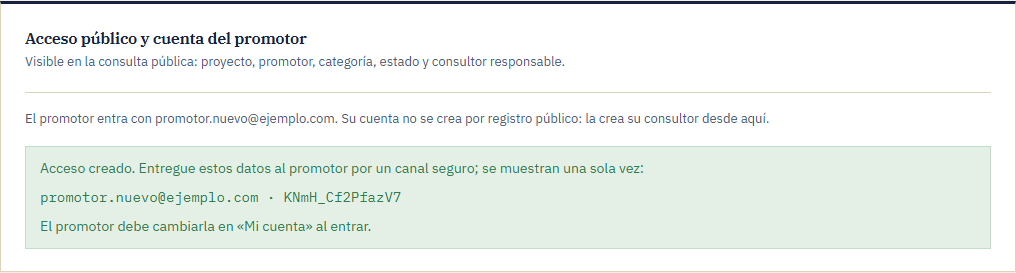 Acceso público y cuenta del promotor
Visible en la consulta pública: proyecto, promotor, categoría, estado y consultor responsable.
El promotor entra con promotor.nuevo@ejemplo.com. Su cuenta no se crea por registro público: la crea su consultor desde aquí.
Acceso creado. Entregue estos datos al promotor por un canal seguro; se muestran una sola vez:
promotor.nuevo@ejemplo.com · KNmH_Cf2PfazV7
El promotor debe cambiarla en «Mi cuenta» al entrar.